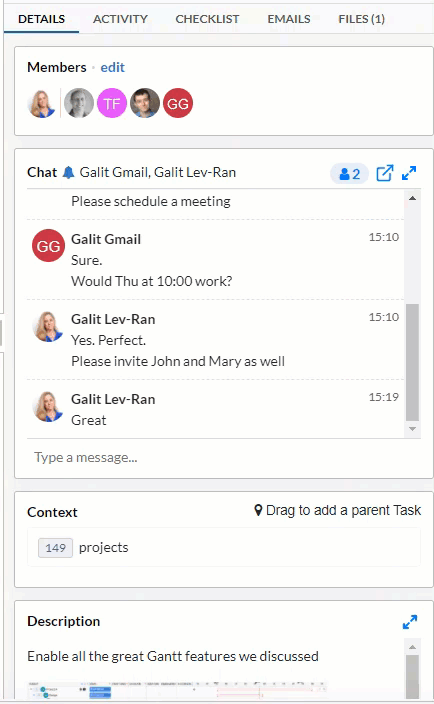 DETAILS ACTIVITY CHECKLIST EMAILS FILES (1)
Members · edit
TF GG
Chat Galit Gmail, Galit Lev-Ran 2
Please schedule a meeting
GG Galit Gmail 15:10
Sure.
Would Thu at 10:00 work?
Galit Lev-Ran 15:10
Yes. Perfect.
Please invite John and Mary as well
Galit Lev-Ran 15:19
Great
Type a message...
Context Drag to add a parent Task
149 projects
Description
Enable all the great Gantt features we discussed